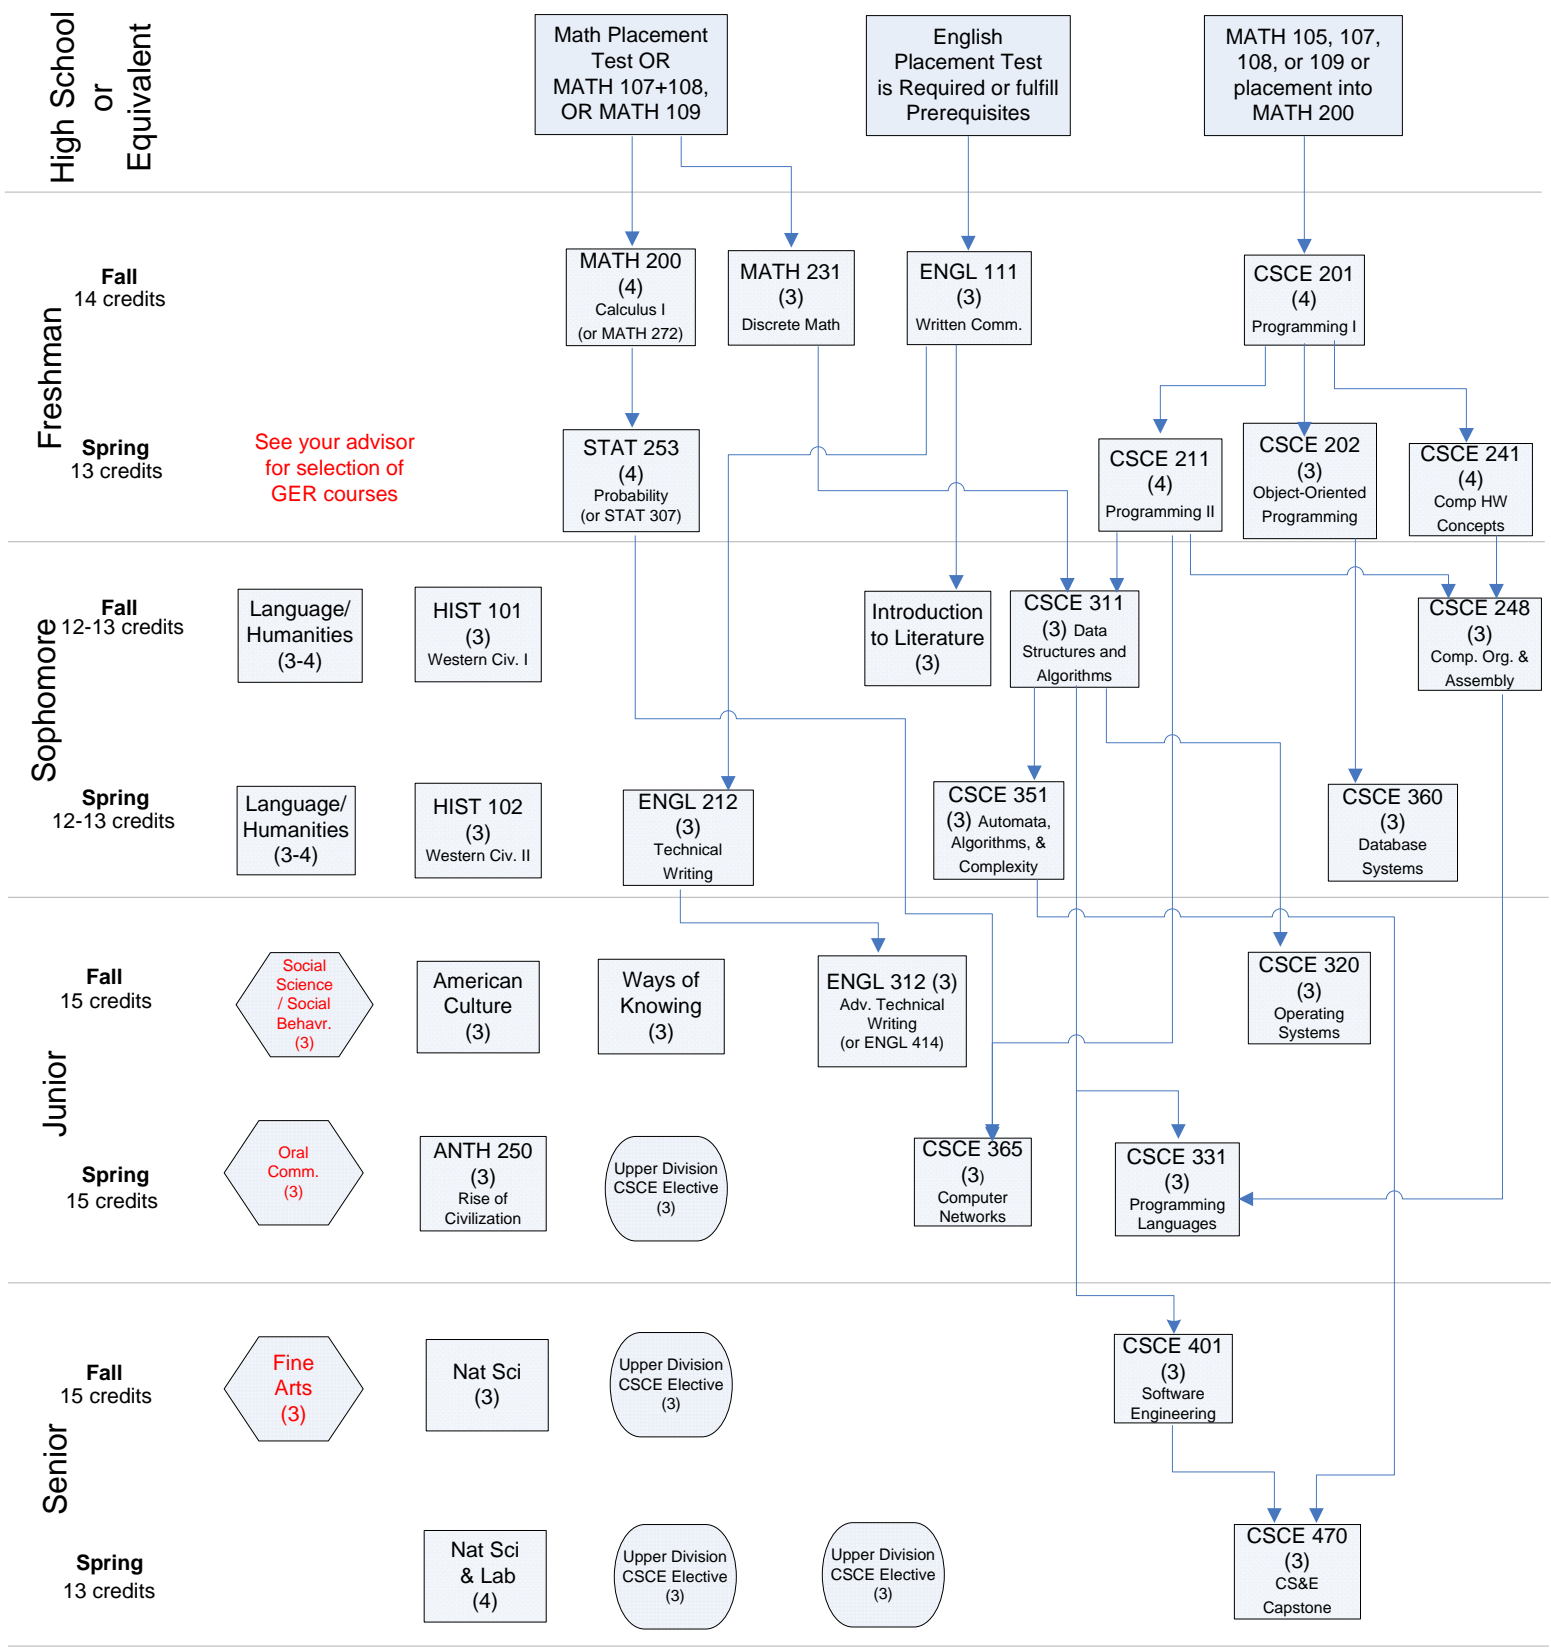 High School
or
Equivalent
Math Placement
Test OR
MATH 107+108,
OR MATH 109
English
Placement Test
is Required or fulfill
Prerequisites
MATH 105, 107,
108, or 109 or
placement into
MATH 200
Freshman
Fall
14 credits
MATH 200
(4)
Calculus I
(or MATH 272)
MATH 231
(3)
Discrete Math
ENGL 111
(3)
Written Comm.
CSCE 201
(4)
Programming I
Spring
13 credits
See your advisor
for selection of
GER courses
STAT 253
(4)
Probability
(or STAT 307)
CSCE 211
(4)
Programming II
CSCE 202
(3)
Object-Oriented
Programming
CSCE 241
(4)
Comp HW
Concepts
Sophomore
Fall
12-13 credits
Language/
Humanities
(3-4)
HIST 101
(3)
Western Civ. I
Introduction
to Literature
(3)
CSCE 311
(3) Data
Structures and
Algorithms
CSCE 248
(3)
Comp. Org. &
Assembly
Spring
12-13 credits
Language/
Humanities
(3-4)
HIST 102
(3)
Western Civ. II
ENGL 212
(3)
Technical
Writing
CSCE 351
(3) Automata,
Algorithms, &
Complexity
CSCE 360
(3)
Database
Systems
Junior
Fall
15 credits
Social
Science
/ Social
Behavr.
(3)
American
Culture
(3)
Ways of
Knowing
(3)
ENGL 312 (3)
Adv. Technical
Writing
(or ENGL 414)
CSCE 320
(3)
Operating
Systems
Spring
15 credits
Oral
Comm.
(3)
ANTH 250
(3)
Rise of
Civilization
Upper Division
CSCE Elective
(3)
CSCE 365
(3)
Computer
Networks
CSCE 331
(3)
Programming
Languages
Senior
Fall
15 credits
Fine
Arts
(3)
Nat Sci
(3)
Upper Division
CSCE Elective
(3)
CSCE 401
(3)
Software
Engineering
Spring
13 credits
Nat Sci
& Lab
(4)
Upper Division
CSCE Elective
(3)
Upper Division
CSCE Elective
(3)
CSCE 470
(3)
CS&E
Capstone